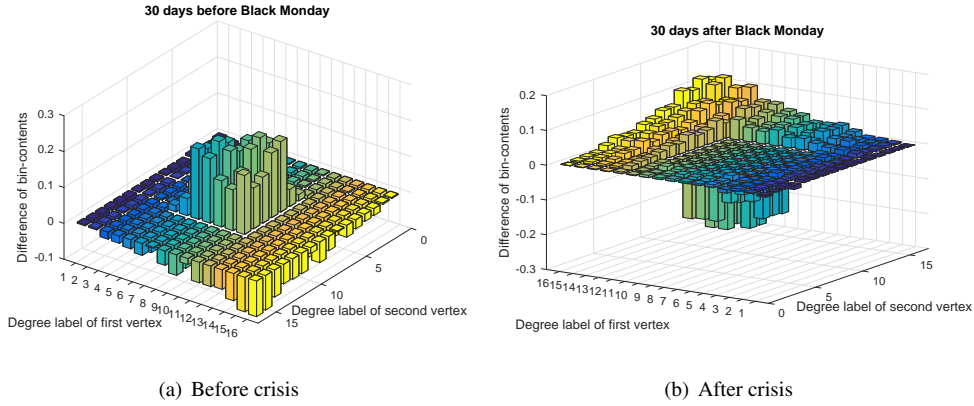 30 days before Black Monday
0.3
0.2
0.1
0
-0.1
Difference of bin-contents
1 2 3 4 5 6 7 8 9 10 11 12 13 14 15 16
Degree label of first vertex
0
5
10
15
Degree label of second vertex
(a) Before crisis
30 days after Black Monday
0.2
0.1
0
-0.1
-0.2
-0.3
Difference of bin-contents
16 15 14 13 12 11 10 9 8 7 6 5 4 3 2 1
Degree label of first vertex
0
5
10
15
Degree label of second vertex
(b) After crisis